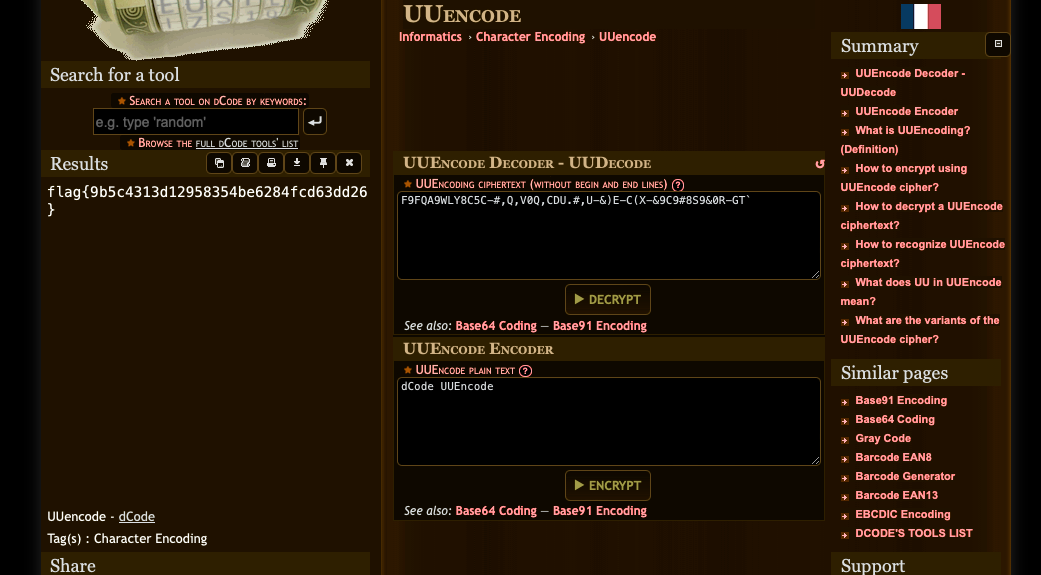 UUencode
Informatics › Character Encoding › UUencode
Search for a tool
★ Search a tool on dCode by keywords:
e.g. type 'random'
★ Browse the full dCode tools' list
Results
flag{9b5c4313d12958354be6284fcd63dd26
}
UUencode - dCode
Tag(s) : Character Encoding
Share
UUEncode Decoder - UUDecode
★ UUEncoding ciphertext (without begin and end lines) ?
F9FQA9WLY8C5C-#,Q,V0Q,CDU.#,U-&)E-C(X-&9C9#8S9&0R-GT`
▶ DECRYPT
See also: Base64 Coding — Base91 Encoding
UUEncode Encoder
★ UUEncode plain text ?
dCode UUEncode
▶ ENCRYPT
See also: Base64 Coding — Base91 Encoding
Summary
UUEncode Decoder -
UUDecode
UUEncode Encoder
What is UUEncoding?
(Definition)
How to encrypt using
UUEncode cipher?
How to decrypt a UUEncode
ciphertext?
How to recognize UUEncode
ciphertext?
What does UU in UUEncode
mean?
What are the variants of the
UUEncode cipher?
Similar pages
Base91 Encoding
Base64 Coding
Gray Code
Barcode EAN8
Barcode Generator
Barcode EAN13
EBCDIC Encoding
DCODE'S TOOLS LIST
Support